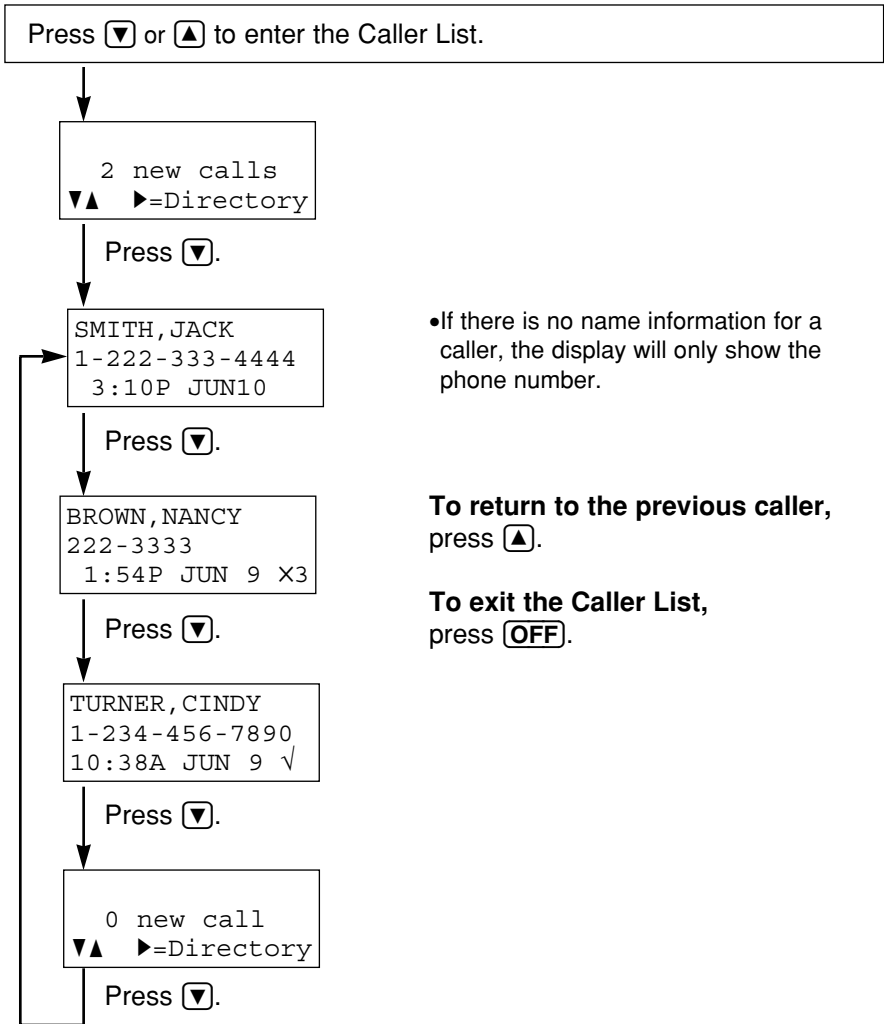 Press ▼ or ▲ to enter the Caller List.
2 new calls
▼▲ ▶=Directory
Press ▼.
SMITH,JACK
1-222-333-4444
3:10P JUN10
•If there is no name information for a
caller, the display will only show the
phone number.
Press ▼.
BROWN,NANCY
222-3333
1:54P JUN 9 ×3
To return to the previous caller,
press ▲.
To exit the Caller List,
press OFF.
Press ▼.
TURNER,CINDY
1-234-456-7890
10:38A JUN 9 √
Press ▼.
0 new call
▼▲ ▶=Directory
Press ▼.